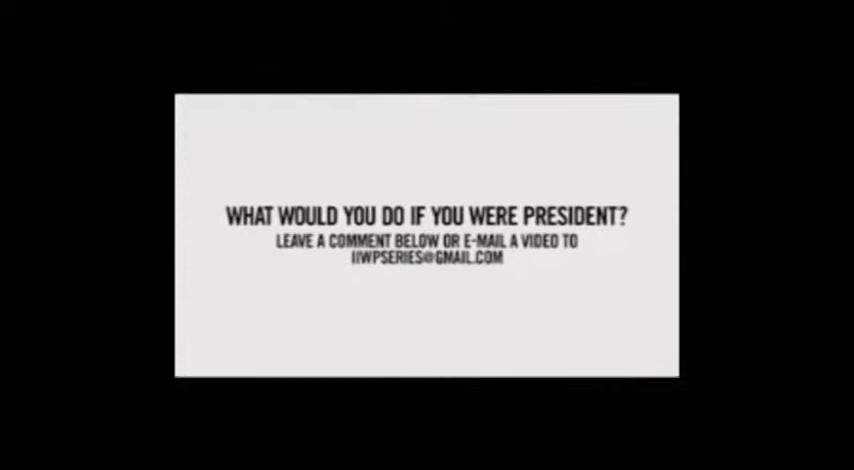 WHAT WOULD YOU DO IF YOU WERE PRESIDENT?
LEAVE A COMMENT BELOW OR E-MAIL A VIDEO TO
IIWPSERIES@GMAIL.COM